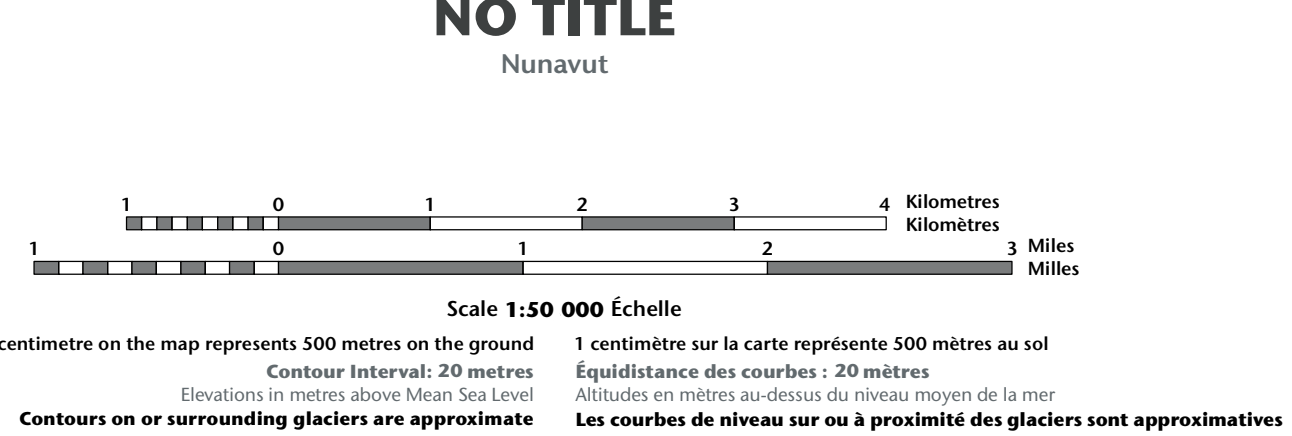 NO TITLE
Nunavut
1 0 1 2 3 4 Kilometres
Kilomètres
1 0 1 2 3 Miles
Milles
Scale 1:50 000 Échelle
centimetre on the map represents 500 metres on the ground
Contour Interval: 20 metres
Elevations in metres above Mean Sea Level
Contours on or surrounding glaciers are approximate
1 centimètre sur la carte représente 500 mètres au sol
Équidistance des courbes : 20 mètres
Altitudes en mètres au-dessus du niveau moyen de la mer
Les courbes de niveau sur ou à proximité des glaciers sont approximatives